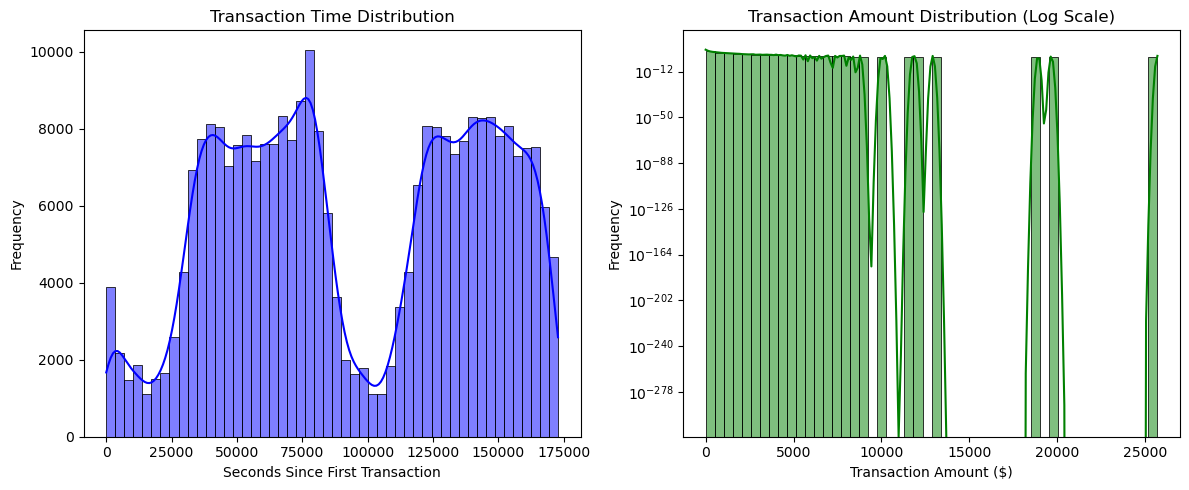 Transaction Time Distribution
10000
8000
6000
4000
2000
0
Frequency
0 25000 50000 75000 100000 125000 150000 175000
Seconds Since First Transaction
Transaction Amount Distribution (Log Scale)
10^-12
10^-50
10^-88
10^-126
10^-164
10^-202
10^-240
10^-278
Frequency
0 5000 10000 15000 20000 25000
Transaction Amount ($)